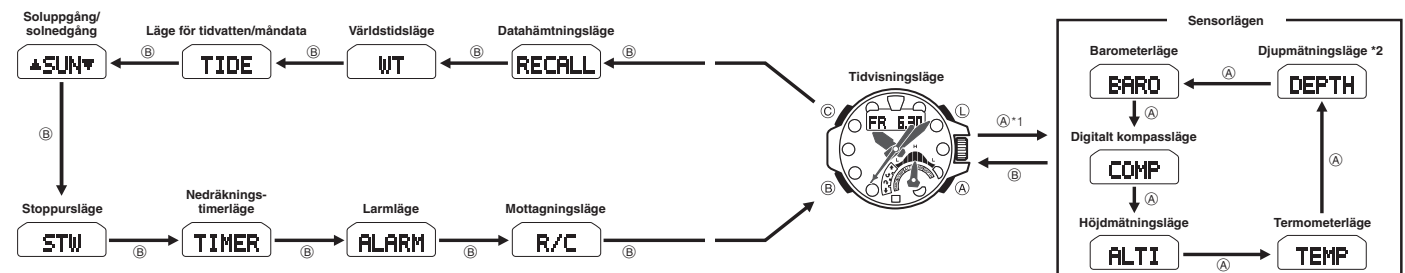 Soluppgång/
solnedgång
▲SUN▼
Läge för tidvatten/måndata
TIDE
Världstidsläge
WT
Datahämtningsläge
RECALL
Ⓑ
Ⓑ
Ⓑ
Ⓑ
Ⓑ
Tidvisningsläge
Ⓒ
Ⓛ
FR 6.30
H
L
L
Ⓑ
Ⓐ
Ⓐ*1
Ⓑ
Stoppursläge
STW
Nedräknings-
timerläge
TIMER
Larmläge
ALARM
Mottagningsläge
R/C
Ⓑ
Ⓑ
Ⓑ
Ⓑ
Sensorlägen
Barometerläge
BARO
Djupmätningsläge *2
DEPTH
Ⓐ
Ⓐ
Digitalt kompassläge
COMP
Ⓐ
Ⓐ
Höjdmätningsläge
ALTI
Termometerläge
TEMP
Ⓐ